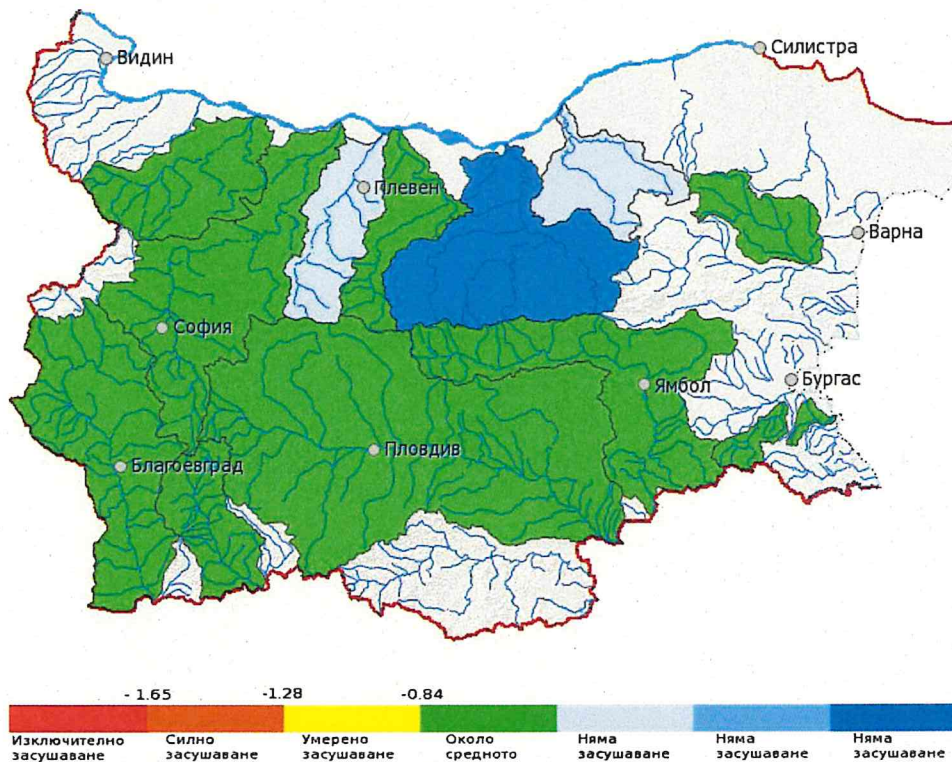 Видин
Силистра
Плевен
Варна
София
Ямбол
Бургас
Пловдив
Благоевград
- 1.65
-1.28
-0.84
Изключително
засушаване
Силно
засушаване
Умерено
засушаване
Около
средното
Няма
засушаване
Няма
засушаване
Няма
засушаване